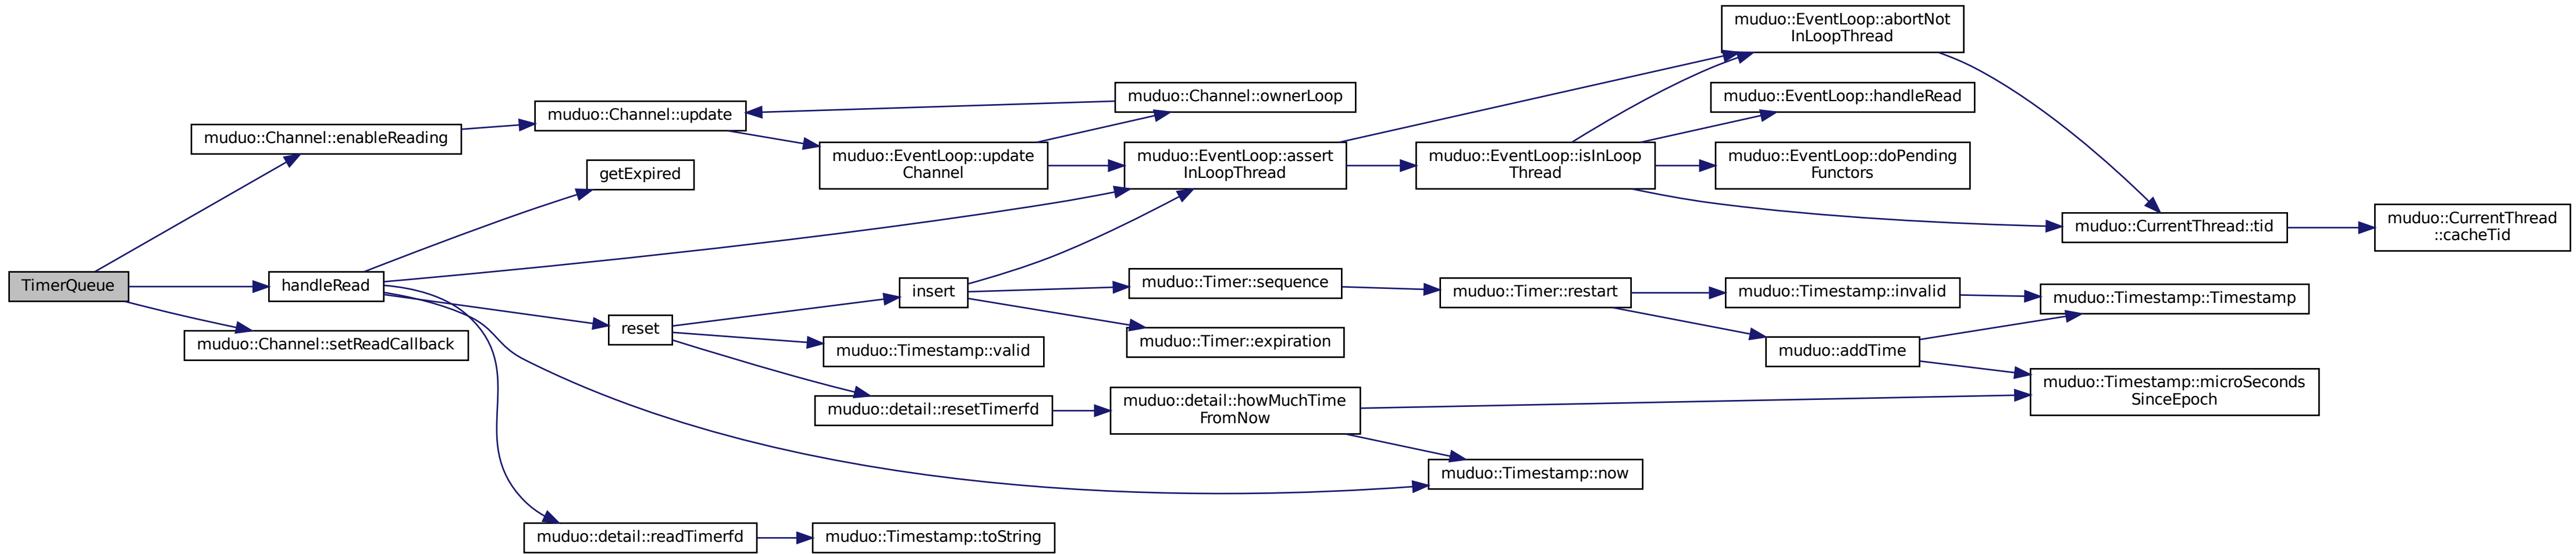 muduo::EventLoop::abortNot
InLoopThread
muduo::Channel::ownerLoop
muduo::EventLoop::handleRead
muduo::Channel::update
muduo::Channel::enableReading
muduo::EventLoop::update
Channel
muduo::EventLoop::assert
InLoopThread
muduo::EventLoop::isInLoop
Thread
muduo::EventLoop::doPending
Functors
getExpired
muduo::CurrentThread::tid
muduo::CurrentThread
::cacheTid
TimerQueue
handleRead
insert
muduo::Timer::sequence
muduo::Timer::restart
muduo::Timestamp::invalid
muduo::Timestamp::Timestamp
muduo::Channel::setReadCallback
reset
muduo::Timestamp::valid
muduo::Timer::expiration
muduo::addTime
muduo::detail::resetTimerfd
muduo::detail::howMuchTime
FromNow
muduo::Timestamp::microSeconds
SinceEpoch
muduo::Timestamp::now
muduo::detail::readTimerfd
muduo::Timestamp::toString